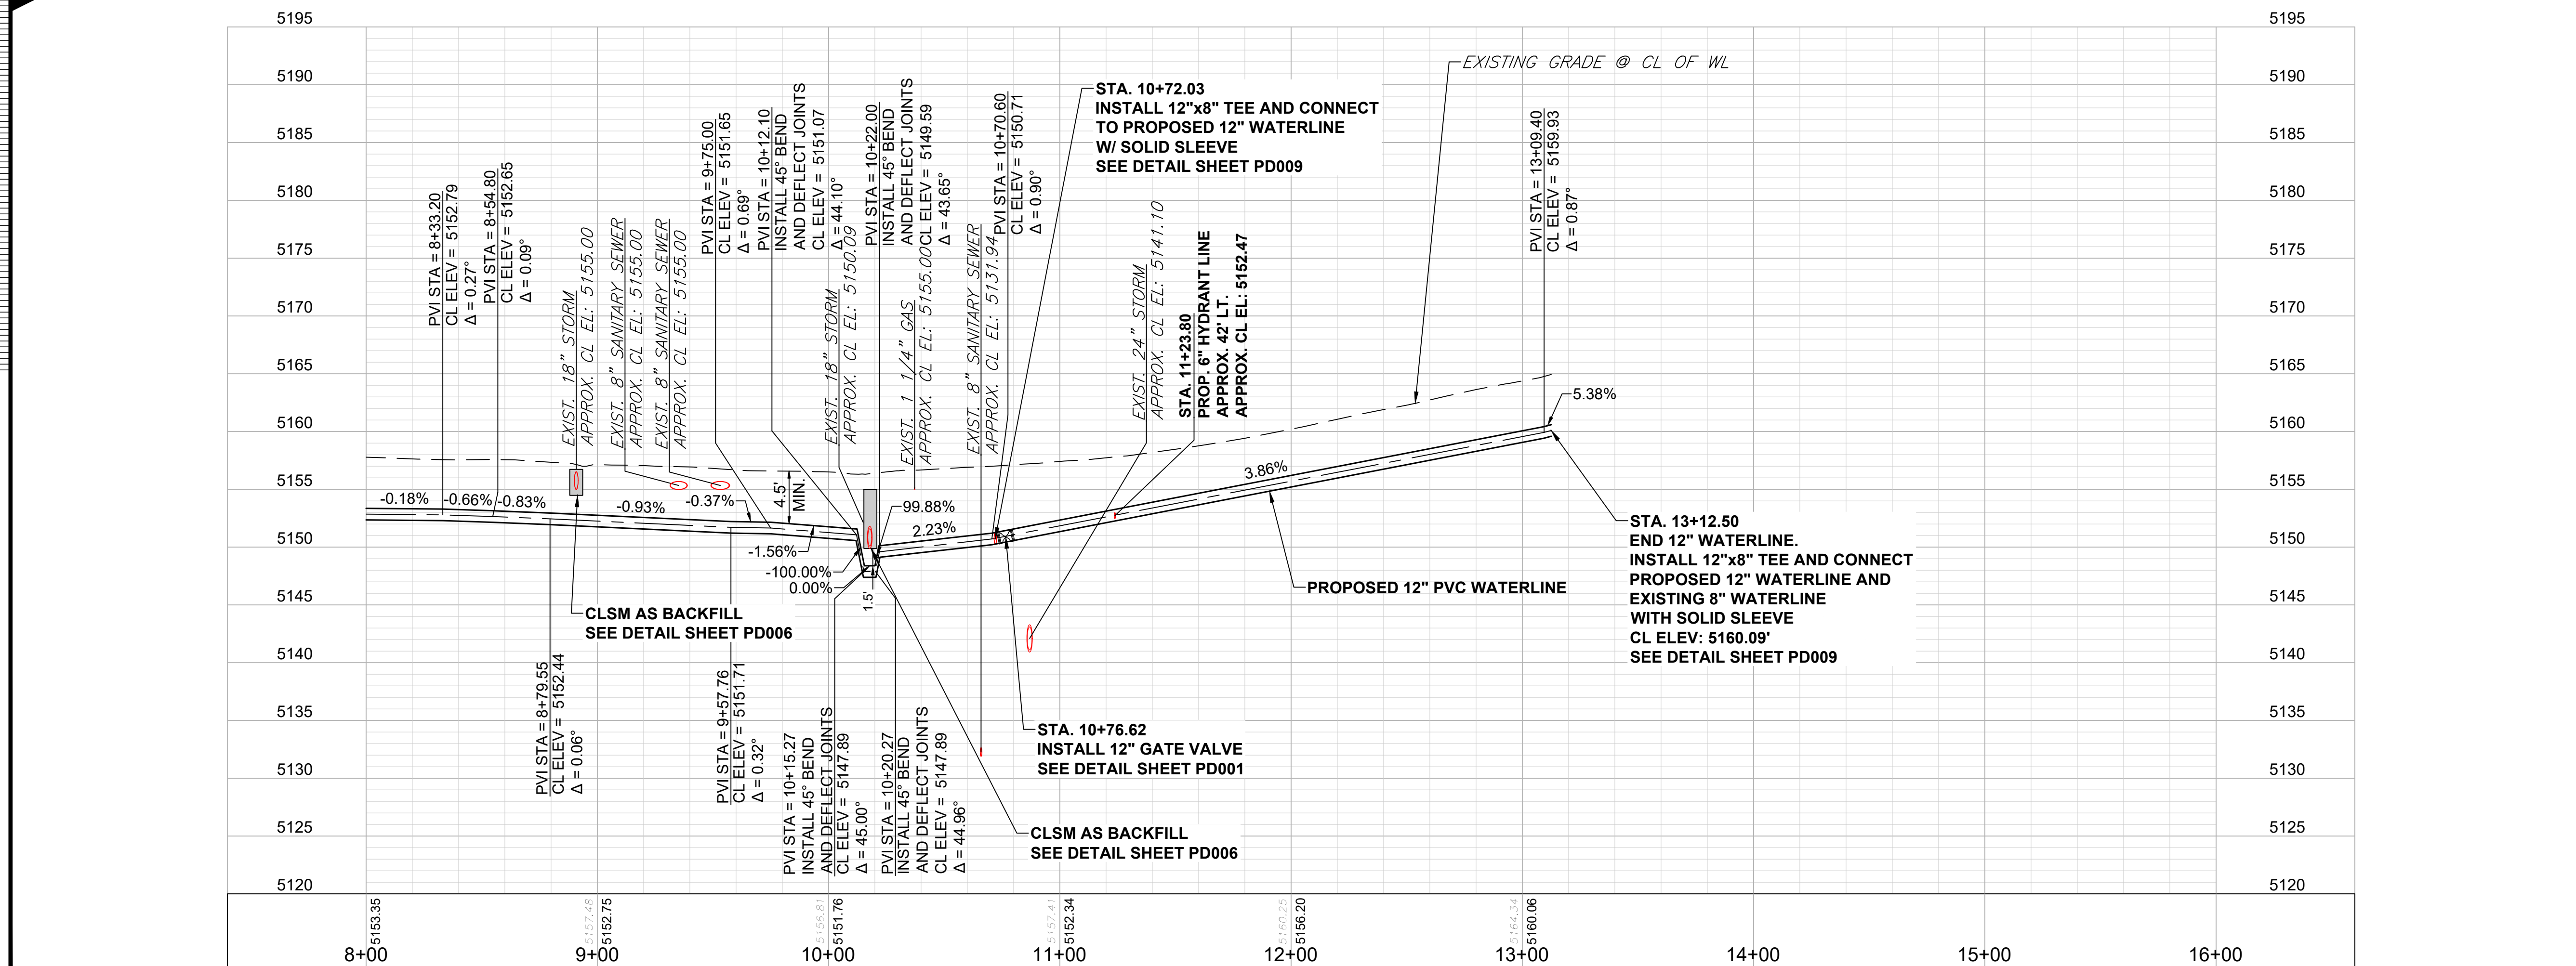 5195
5190
5185
5180
5175
5170
5165
5160
5155
5150
5145
5140
5135
5130
5125
5120
5195
5190
5185
5180
5175
5170
5165
5160
5155
5150
5145
5140
5135
5130
5125
5120
PVI STA = 8+33.20
CL ELEV = 5152.79
Δ = 0.27°
PVI STA = 8+54.80
CL ELEV = 5152.65
Δ = 0.09°
EXIST. 18" STORM
APPROX. CL EL: 5155.00
EXIST. 8" SANITARY SEWER
APPROX. CL EL: 5155.00
EXIST. 8" SANITARY SEWER
APPROX. CL EL: 5155.00
PVI STA = 9+75.00
CL ELEV = 5151.65
Δ = 0.69°
PVI STA = 10+12.10
INSTALL 45° BEND
AND DEFLECT JOINTS
CL ELEV = 5151.07
Δ = 44.10°
EXIST. 18" STORM
APPROX. CL EL: 5150.09
PVI STA = 10+22.00
INSTALL 45° BEND
AND DEFLECT JOINTS
CL ELEV = 5149.59
Δ = 43.65°
EXIST. 1 1/4" GAS
APPROX. CL EL: 5155.00
EXIST. 8" SANITARY SEWER
APPROX. CL EL: 5131.94
PVI STA = 10+70.60
CL ELEV = 5150.71
Δ = 0.90°
STA. 10+72.03
INSTALL 12"x8" TEE AND CONNECT
TO PROPOSED 12" WATERLINE
W/ SOLID SLEEVE
SEE DETAIL SHEET PD009
EXIST. 24" STORM
APPROX. CL EL: 5141.10
STA. 11+23.80
PROP. 6" HYDRANT LINE
APPROX. 42' LT.
APPROX. CL EL: 5152.47
EXISTING GRADE @ CL OF WL
PVI STA = 13+09.40
CL ELEV = 5159.93
Δ = 0.87°
5.38%
-0.18%
-0.66%
-0.83%
-0.93%
-0.37%
4.5'
MIN.
-1.56%
-100.00%
0.00%
1.5'
99.88%
2.23%
3.86%
PROPOSED 12" PVC WATERLINE
CLSM AS BACKFILL
SEE DETAIL SHEET PD006
STA. 13+12.50
END 12" WATERLINE.
INSTALL 12"x8" TEE AND CONNECT
PROPOSED 12" WATERLINE AND
EXISTING 8" WATERLINE
WITH SOLID SLEEVE
CL ELEV: 5160.09'
SEE DETAIL SHEET PD009
PVI STA = 8+79.55
CL ELEV = 5152.44
Δ = 0.06°
PVI STA = 9+57.76
CL ELEV = 5151.71
Δ = 0.32°
PVI STA = 10+15.27
INSTALL 45° BEND
AND DEFLECT JOINTS
CL ELEV = 5147.89
Δ = 45.00°
PVI STA = 10+20.27
INSTALL 45° BEND
AND DEFLECT JOINTS
CL ELEV = 5147.89
Δ = 44.96°
STA. 10+76.62
INSTALL 12" GATE VALVE
SEE DETAIL SHEET PD001
CLSM AS BACKFILL
SEE DETAIL SHEET PD006
5153.35
5157.48
5152.75
5156.81
5151.76
5157.41
5152.34
5160.25
5156.20
5164.34
5160.06
8+00
9+00
10+00
11+00
12+00
13+00
14+00
15+00
16+00